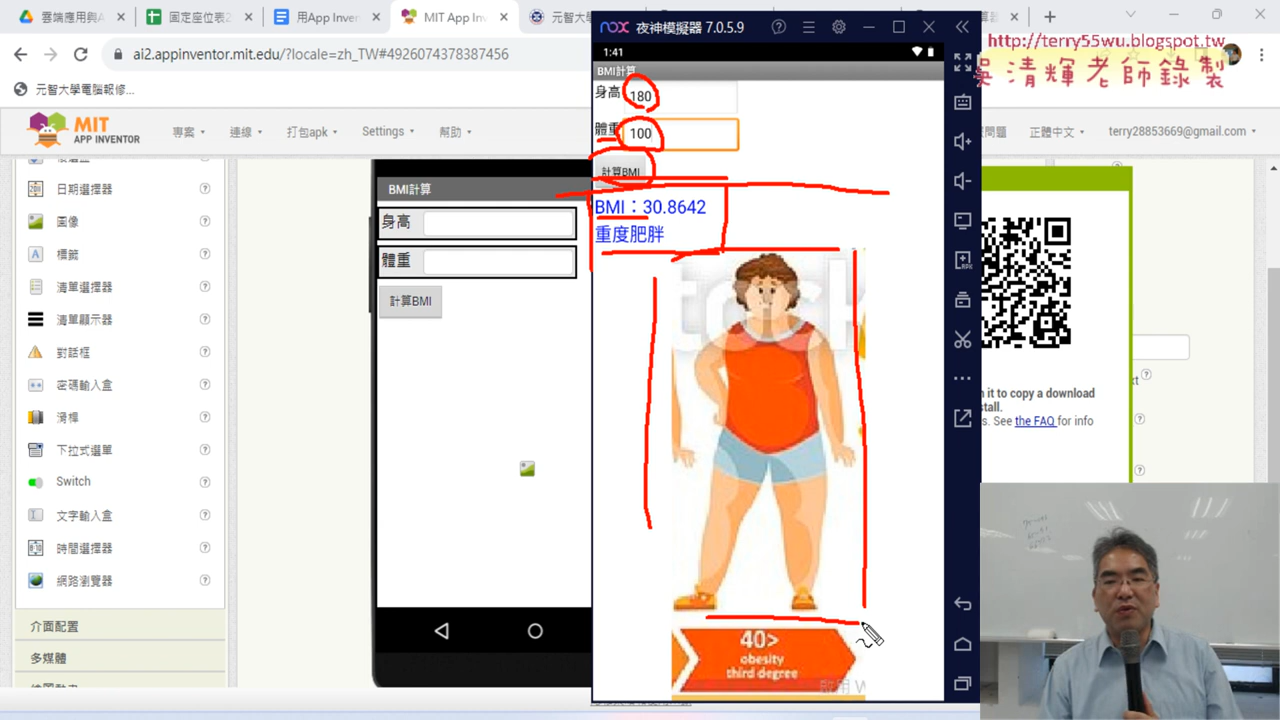 雲端應用與A
固定座位表2
用App Inver
MIT App In
元智大學
夜神模擬器 7.0.5.9
ai2.appinventor.mit.edu/?locale=zh_TW#4926074378387456
http://terry55wu.blogspot.tw
吳清輝老師錄製
元智大學電腦報修...
1:41
BMI計算
身高 180
體重 100
計算BMI
BMI：30.8642
重度肥胖
40>
obesity
third degree
MIT
APP INVENTOR
專案
連線
打包apk
Settings
幫助
問題
正體中文
terry28853669@gmail.com
日期選擇器
圖像
標籤
清單選擇器
清單顯示器
對話框
密碼輸入盒
滑桿
下拉式選單
Switch
文字輸入盒
時間選擇器
網路瀏覽器
介面配置
多媒體
BMI計算
身高
體重
計算BMI
n it to copy a download
stall.
s. See the FAQ for info